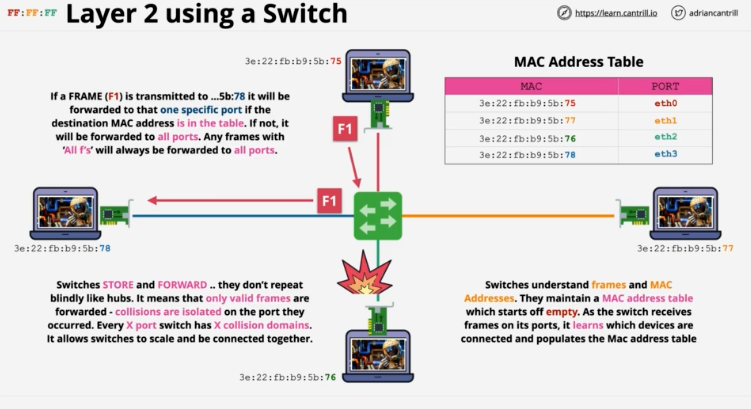 FF:FF:FF Layer 2 using a Switch
https://learn.cantrill.io
adriancantrill
3e:22:fb:b9:5b:75
If a FRAME (F1) is transmitted to ...5b:78 it will be
forwarded to that one specific port if the
destination MAC address is in the table. If not, it
will be forwarded to all ports. Any frames with
'All f's' will always be forwarded to all ports.
MAC Address Table
MAC PORT
3e:22:fb:b9:5b:75 eth0
3e:22:fb:b9:5b:77 eth1
3e:22:fb:b9:5b:76 eth2
3e:22:fb:b9:5b:78 eth3
F1
F1
3e:22:fb:b9:5b:78
3e:22:fb:b9:5b:77
Switches STORE and FORWARD .. they don't repeat
blindly like hubs. It means that only valid frames are
forwarded - collisions are isolated on the port they
occurred. Every X port switch has X collision domains.
It allows switches to scale and be connected together.
Switches understand frames and MAC
Addresses. They maintain a MAC address table
which starts off empty. As the switch receives
frames on its ports, it learns which devices are
connected and populates the Mac address table
3e:22:fb:b9:5b:76